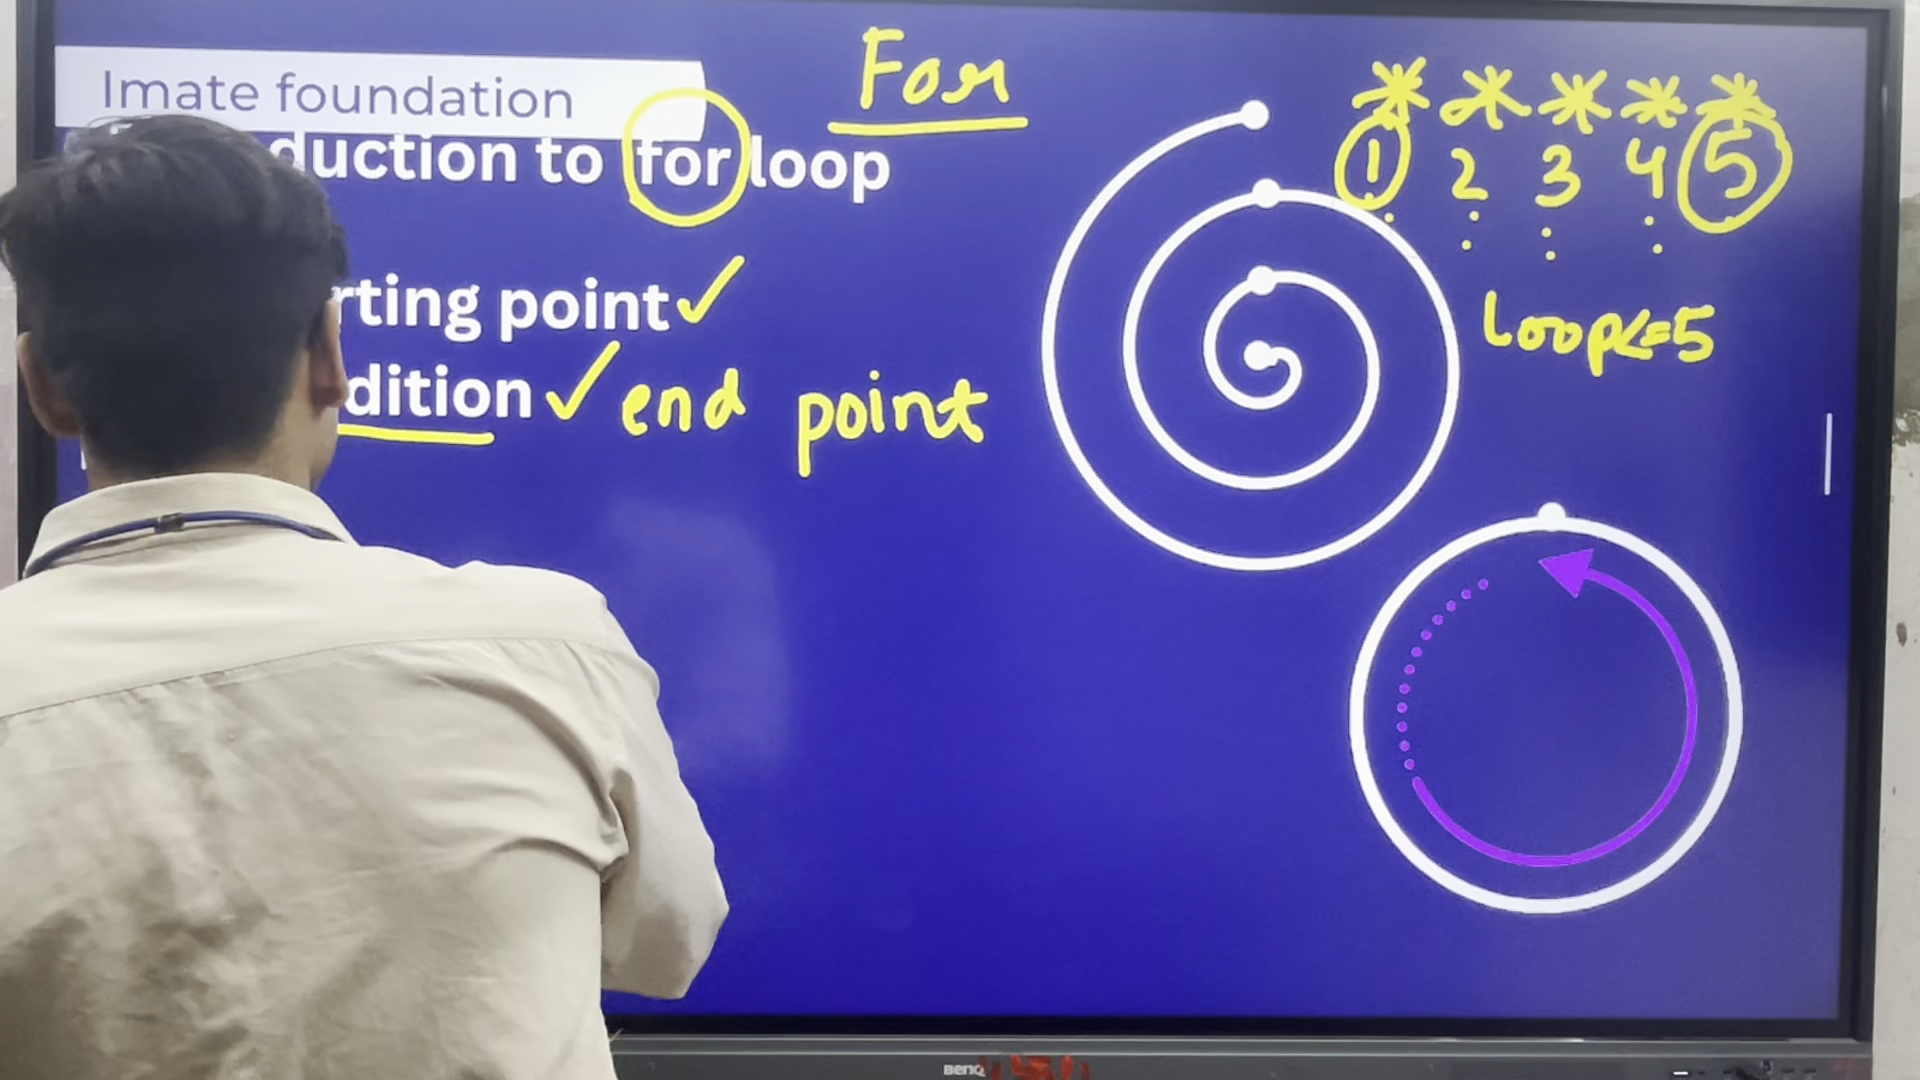 Imate foundation
For
duction to for loop
1 2 3 4 5
rting point ✓
Loop<=5
dition ✓ end point
BenQ